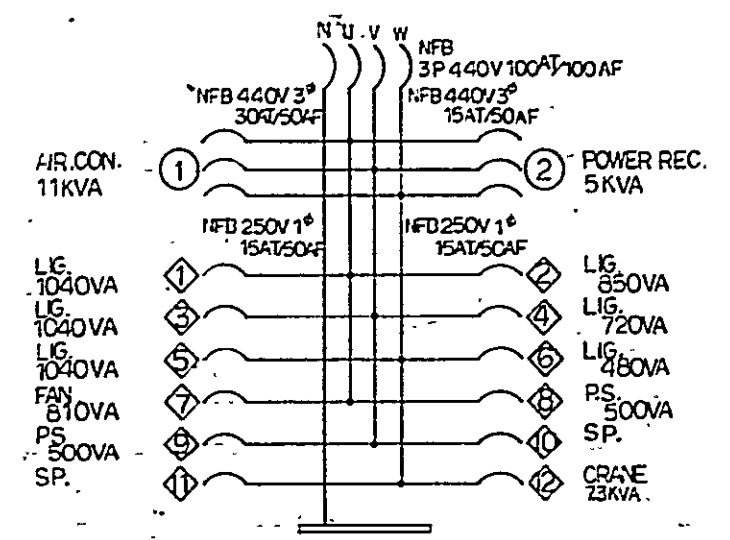 N U V W
NFB
3P 440V 100AT/100AF
NFB 440V 3φ
30AT/50AF
NFB 440V 3φ
15AT/50AF
AIR.CON.
11KVA
1
2
POWER REC.
5KVA
NFB 250V 1φ
15AT/50AF
NFB 250V 1φ
15AT/50AF
LIG.
1040VA
1
2
LIG.
850VA
LIG.
1040VA
3
4
LIG.
720VA
LIG.
1040VA
5
6
LIG.
480VA
FAN
810VA
7
8
P.S.
500VA
PS
500VA
9
10
SP.
SP.
11
12
CRANE
7.3KVA